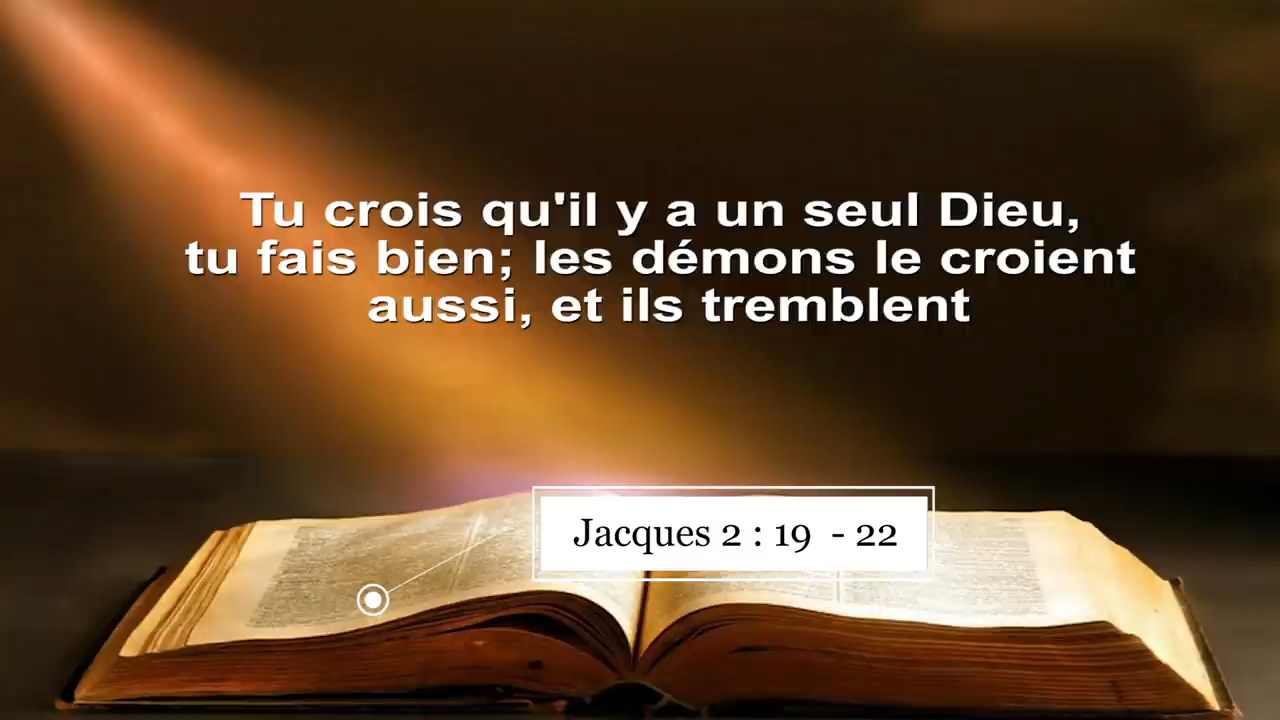 Tu crois qu'il y a un seul Dieu,
tu fais bien; les démons le croient
aussi, et ils tremblent
Jacques 2 : 19  - 22